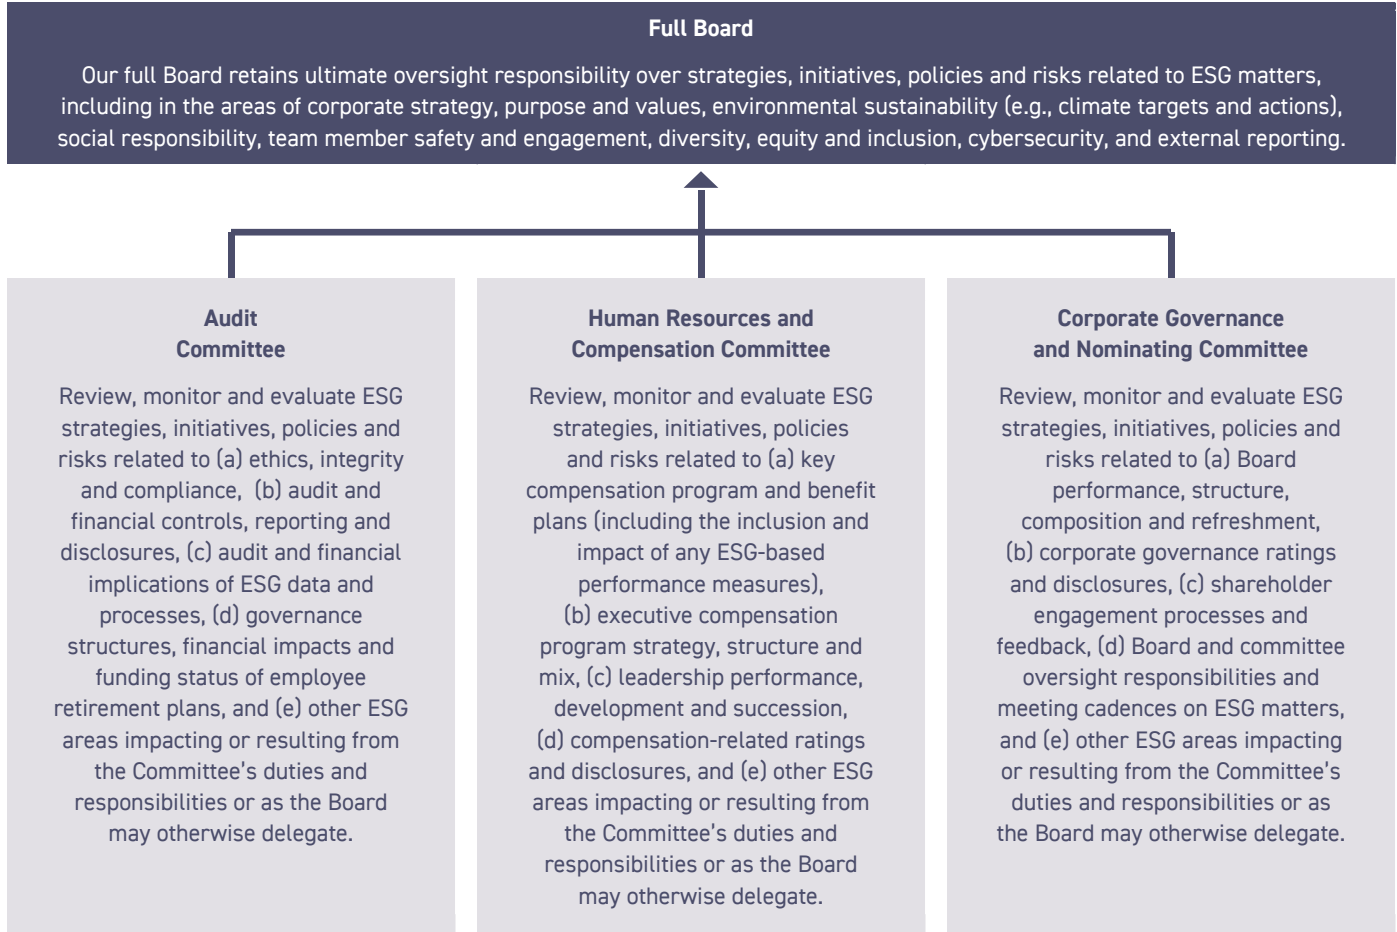 Full Board
Our full Board retains ultimate oversight responsibility over strategies, initiatives, policies and risks related to ESG matters,
including in the areas of corporate strategy, purpose and values, environmental sustainability (e.g., climate targets and actions),
social responsibility, team member safety and engagement, diversity, equity and inclusion, cybersecurity, and external reporting.
Audit
Committee
Review, monitor and evaluate ESG
strategies, initiatives, policies and
risks related to (a) ethics, integrity
and compliance, (b) audit and
financial controls, reporting and
disclosures, (c) audit and financial
implications of ESG data and
processes, (d) governance
structures, financial impacts and
funding status of employee
retirement plans, and (e) other ESG
areas impacting or resulting from
the Committee's duties and
responsibilities or as the Board
may otherwise delegate.
Human Resources and
Compensation Committee
Review, monitor and evaluate ESG
strategies, initiatives, policies
and risks related to (a) key
compensation program and benefit
plans (including the inclusion and
impact of any ESG-based
performance measures),
(b) executive compensation
program strategy, structure and
mix, (c) leadership performance,
development and succession,
(d) compensation-related ratings
and disclosures, and (e) other ESG
areas impacting or resulting from
the Committee's duties and
responsibilities or as the Board
may otherwise delegate.
Corporate Governance
and Nominating Committee
Review, monitor and evaluate ESG
strategies, initiatives, policies and
risks related to (a) Board
performance, structure,
composition and refreshment,
(b) corporate governance ratings
and disclosures, (c) shareholder
engagement processes and
feedback, (d) Board and committee
oversight responsibilities and
meeting cadences on ESG matters,
and (e) other ESG areas impacting
or resulting from the Committee's
duties and responsibilities or as
the Board may otherwise delegate.